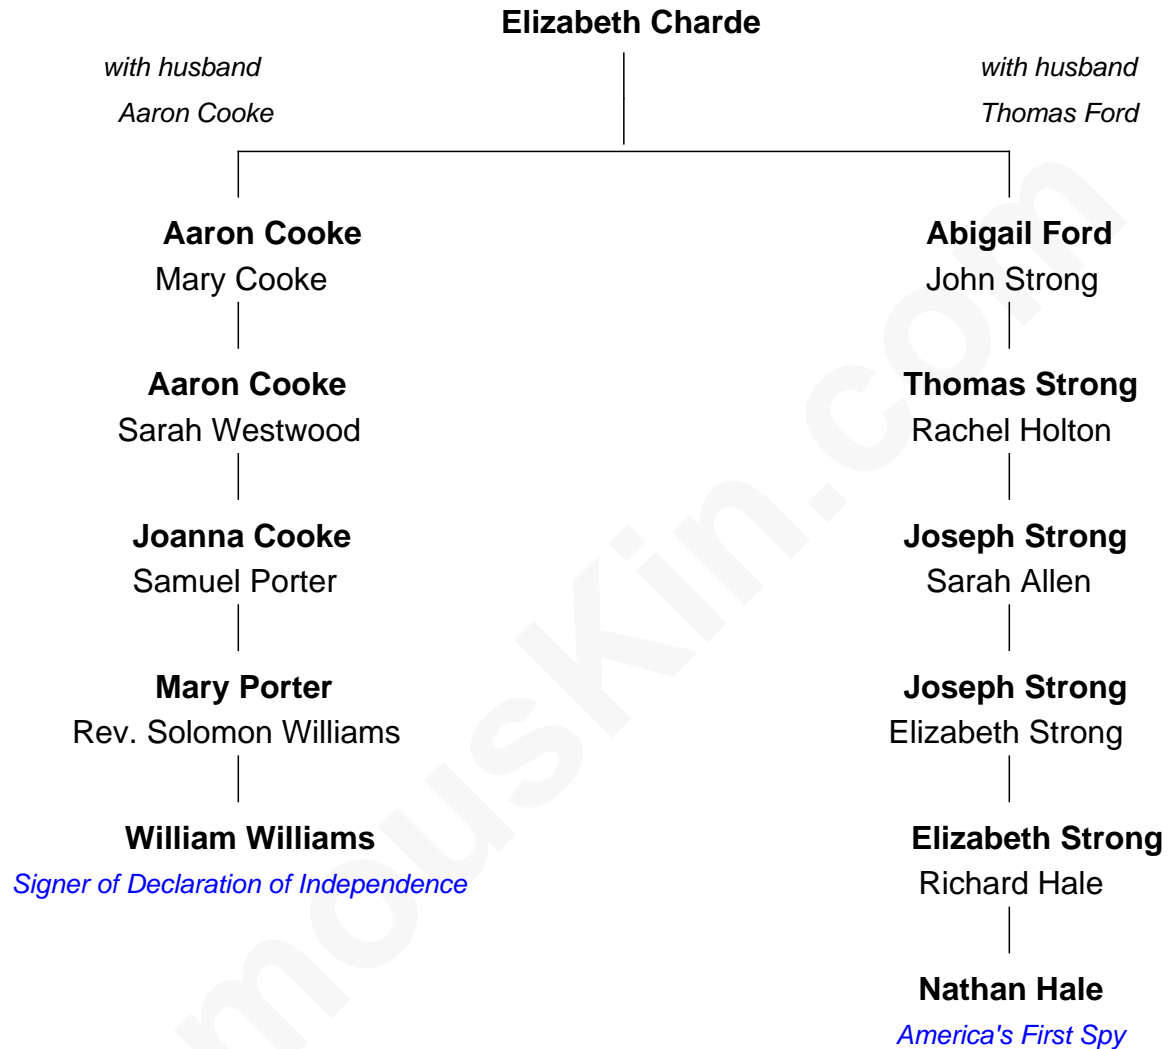 Elizabeth Charde
with husband
Aaron Cooke
with husband
Thomas Ford
Aaron Cooke
Mary Cooke
Abigail Ford
John Strong
Aaron Cooke
Sarah Westwood
Thomas Strong
Rachel Holton
Joanna Cooke
Samuel Porter
Joseph Strong
Sarah Allen
Mary Porter
Rev. Solomon Williams
Joseph Strong
Elizabeth Strong
William Williams
Signer of Declaration of Independence
Elizabeth Strong
Richard Hale
Nathan Hale
America's First Spy
mouskin.com